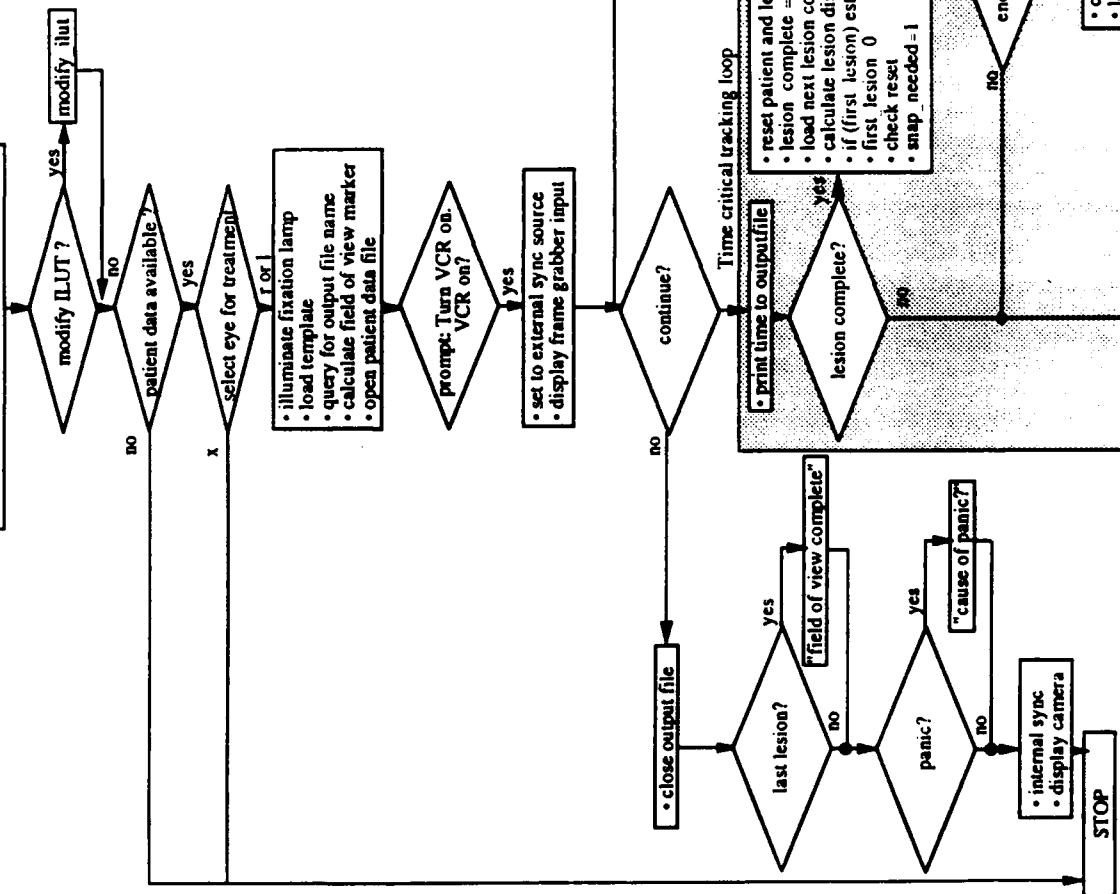 modify ILUT ?
yes
modify ilut
no
patient data available ?
no
yes
select eye for treatment
x
r or l
• illuminate fixation lamp
• load template
• query for output file name
• calculate field of view marker
• open patient data file
prompt: Turn VCR on.
VCR on?
yes
• set to external sync source
• display frame grabber input
continue?
no
Time critical tracking loop
• print time to outputfile
lesion complete?
yes
no
• reset patient and
• lesion complete =
• load next lesion
• calculate lesion
• if (first lesion)
• first lesion 0
• check reset
• snap_needed=1
no
• close output file
last lesion?
yes
"field of view complete"
no
panic?
yes
"cause of panic?"
no
• internal sync
• display camera
STOP